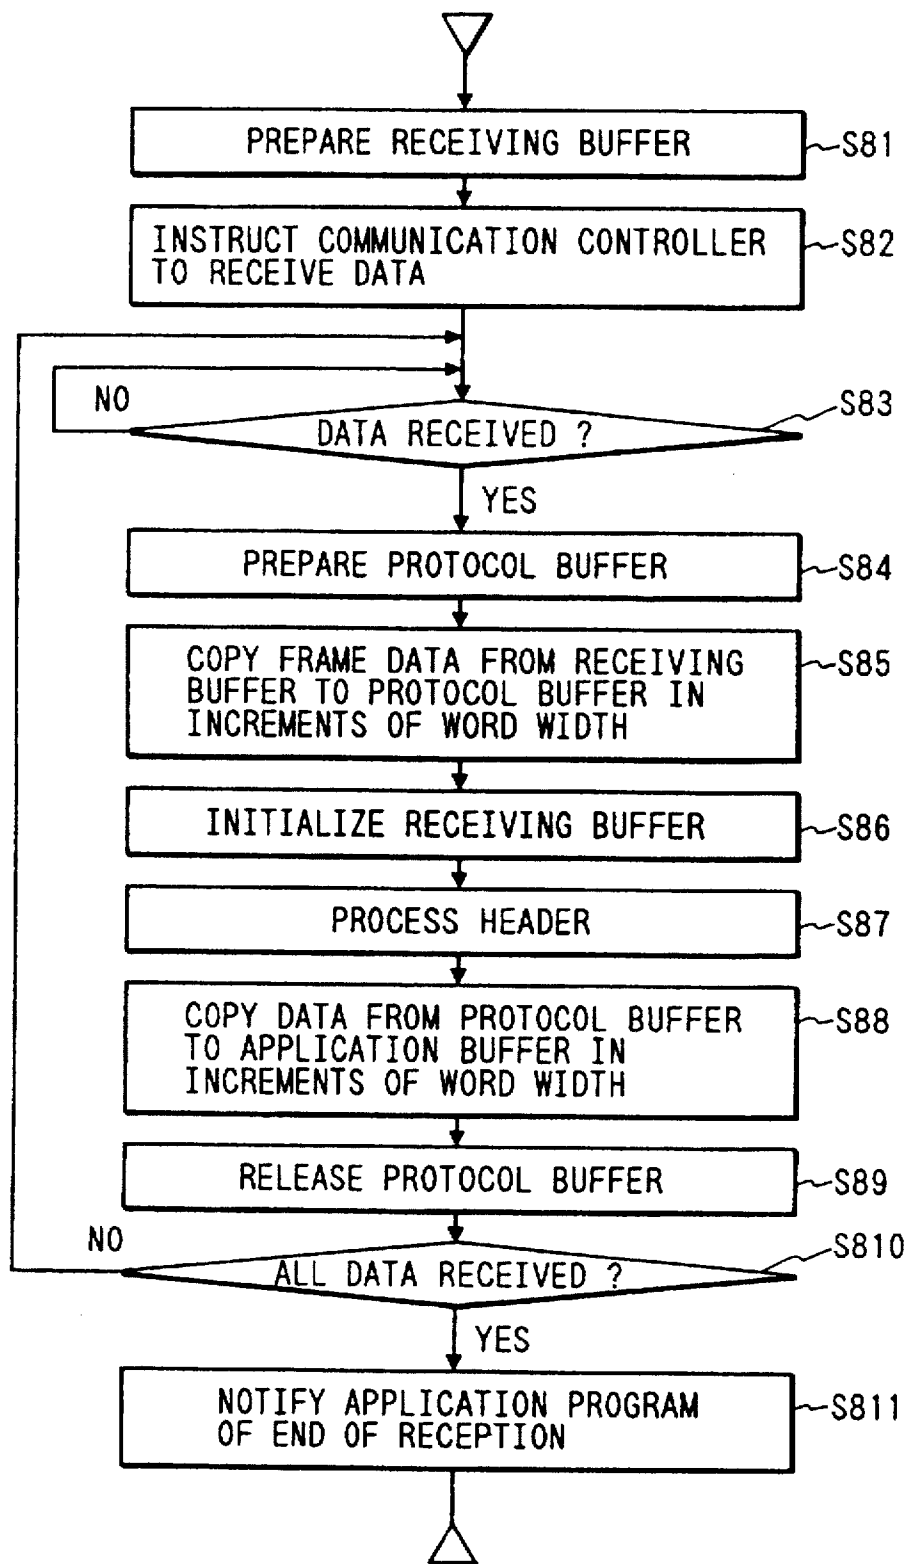 PREPARE RECEIVING BUFFER
S81
INSTRUCT COMMUNICATION CONTROLLER
TO RECEIVE DATA
S82
NO
DATA RECEIVED ?
S83
YES
PREPARE PROTOCOL BUFFER
S84
COPY FRAME DATA FROM RECEIVING
BUFFER TO PROTOCOL BUFFER IN
INCREMENTS OF WORD WIDTH
S85
INITIALIZE RECEIVING BUFFER
S86
PROCESS HEADER
S87
COPY DATA FROM PROTOCOL BUFFER
TO APPLICATION BUFFER IN
INCREMENTS OF WORD WIDTH
S88
RELEASE PROTOCOL BUFFER
S89
NO
ALL DATA RECEIVED ?
S810
YES
NOTIFY APPLICATION PROGRAM
OF END OF RECEPTION
S811